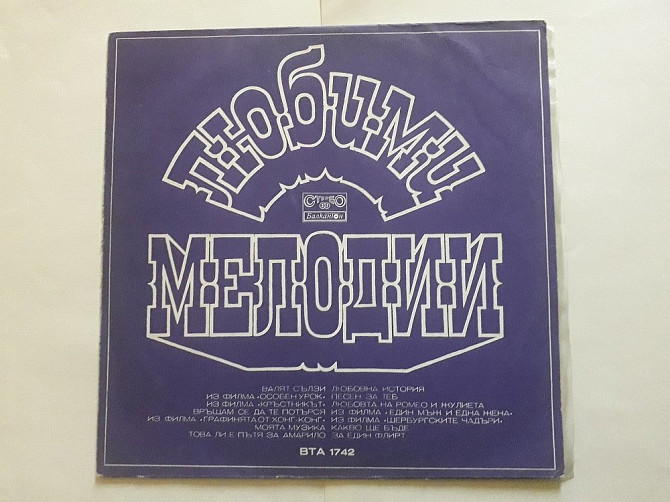 ЛЮБИМИ
СТЕРЕО
Балкантон
МЕЛОДИИ
ВАЛЯТ СЪЛЗИ ЛЮБОВНА ИСТОРИЯ
ИЗ ФИЛМА «ОСОБЕН УРОК» ПЕСЕН ЗА ТЕБ
ИЗ ФИЛМА «КРЪСТНИКЪТ» ЛЮБОВТА НА РОМЕО И ЖУЛИЕТА
ВРЪЩАМ СЕ ДА ТЕ ПОТЪРСЯ ИЗ ФИЛМА «ЕДИН МЪЖ И ЕДНА ЖЕНА»
ИЗ ФИЛМА «ГРАФИНЯТА ОТ ХОНГ-КОНГ» ИЗ ФИЛМА «ШЕРБУРГСКИТЕ ЧАДЪРИ»
МОЯТА МУЗИКА КАКВО ЩЕ БЪДЕ
ТОВА ЛИ Е ПЪТЯ ЗА АМАРИЛО ЗА ЕДИН ФЛИРТ
ВТА 1742